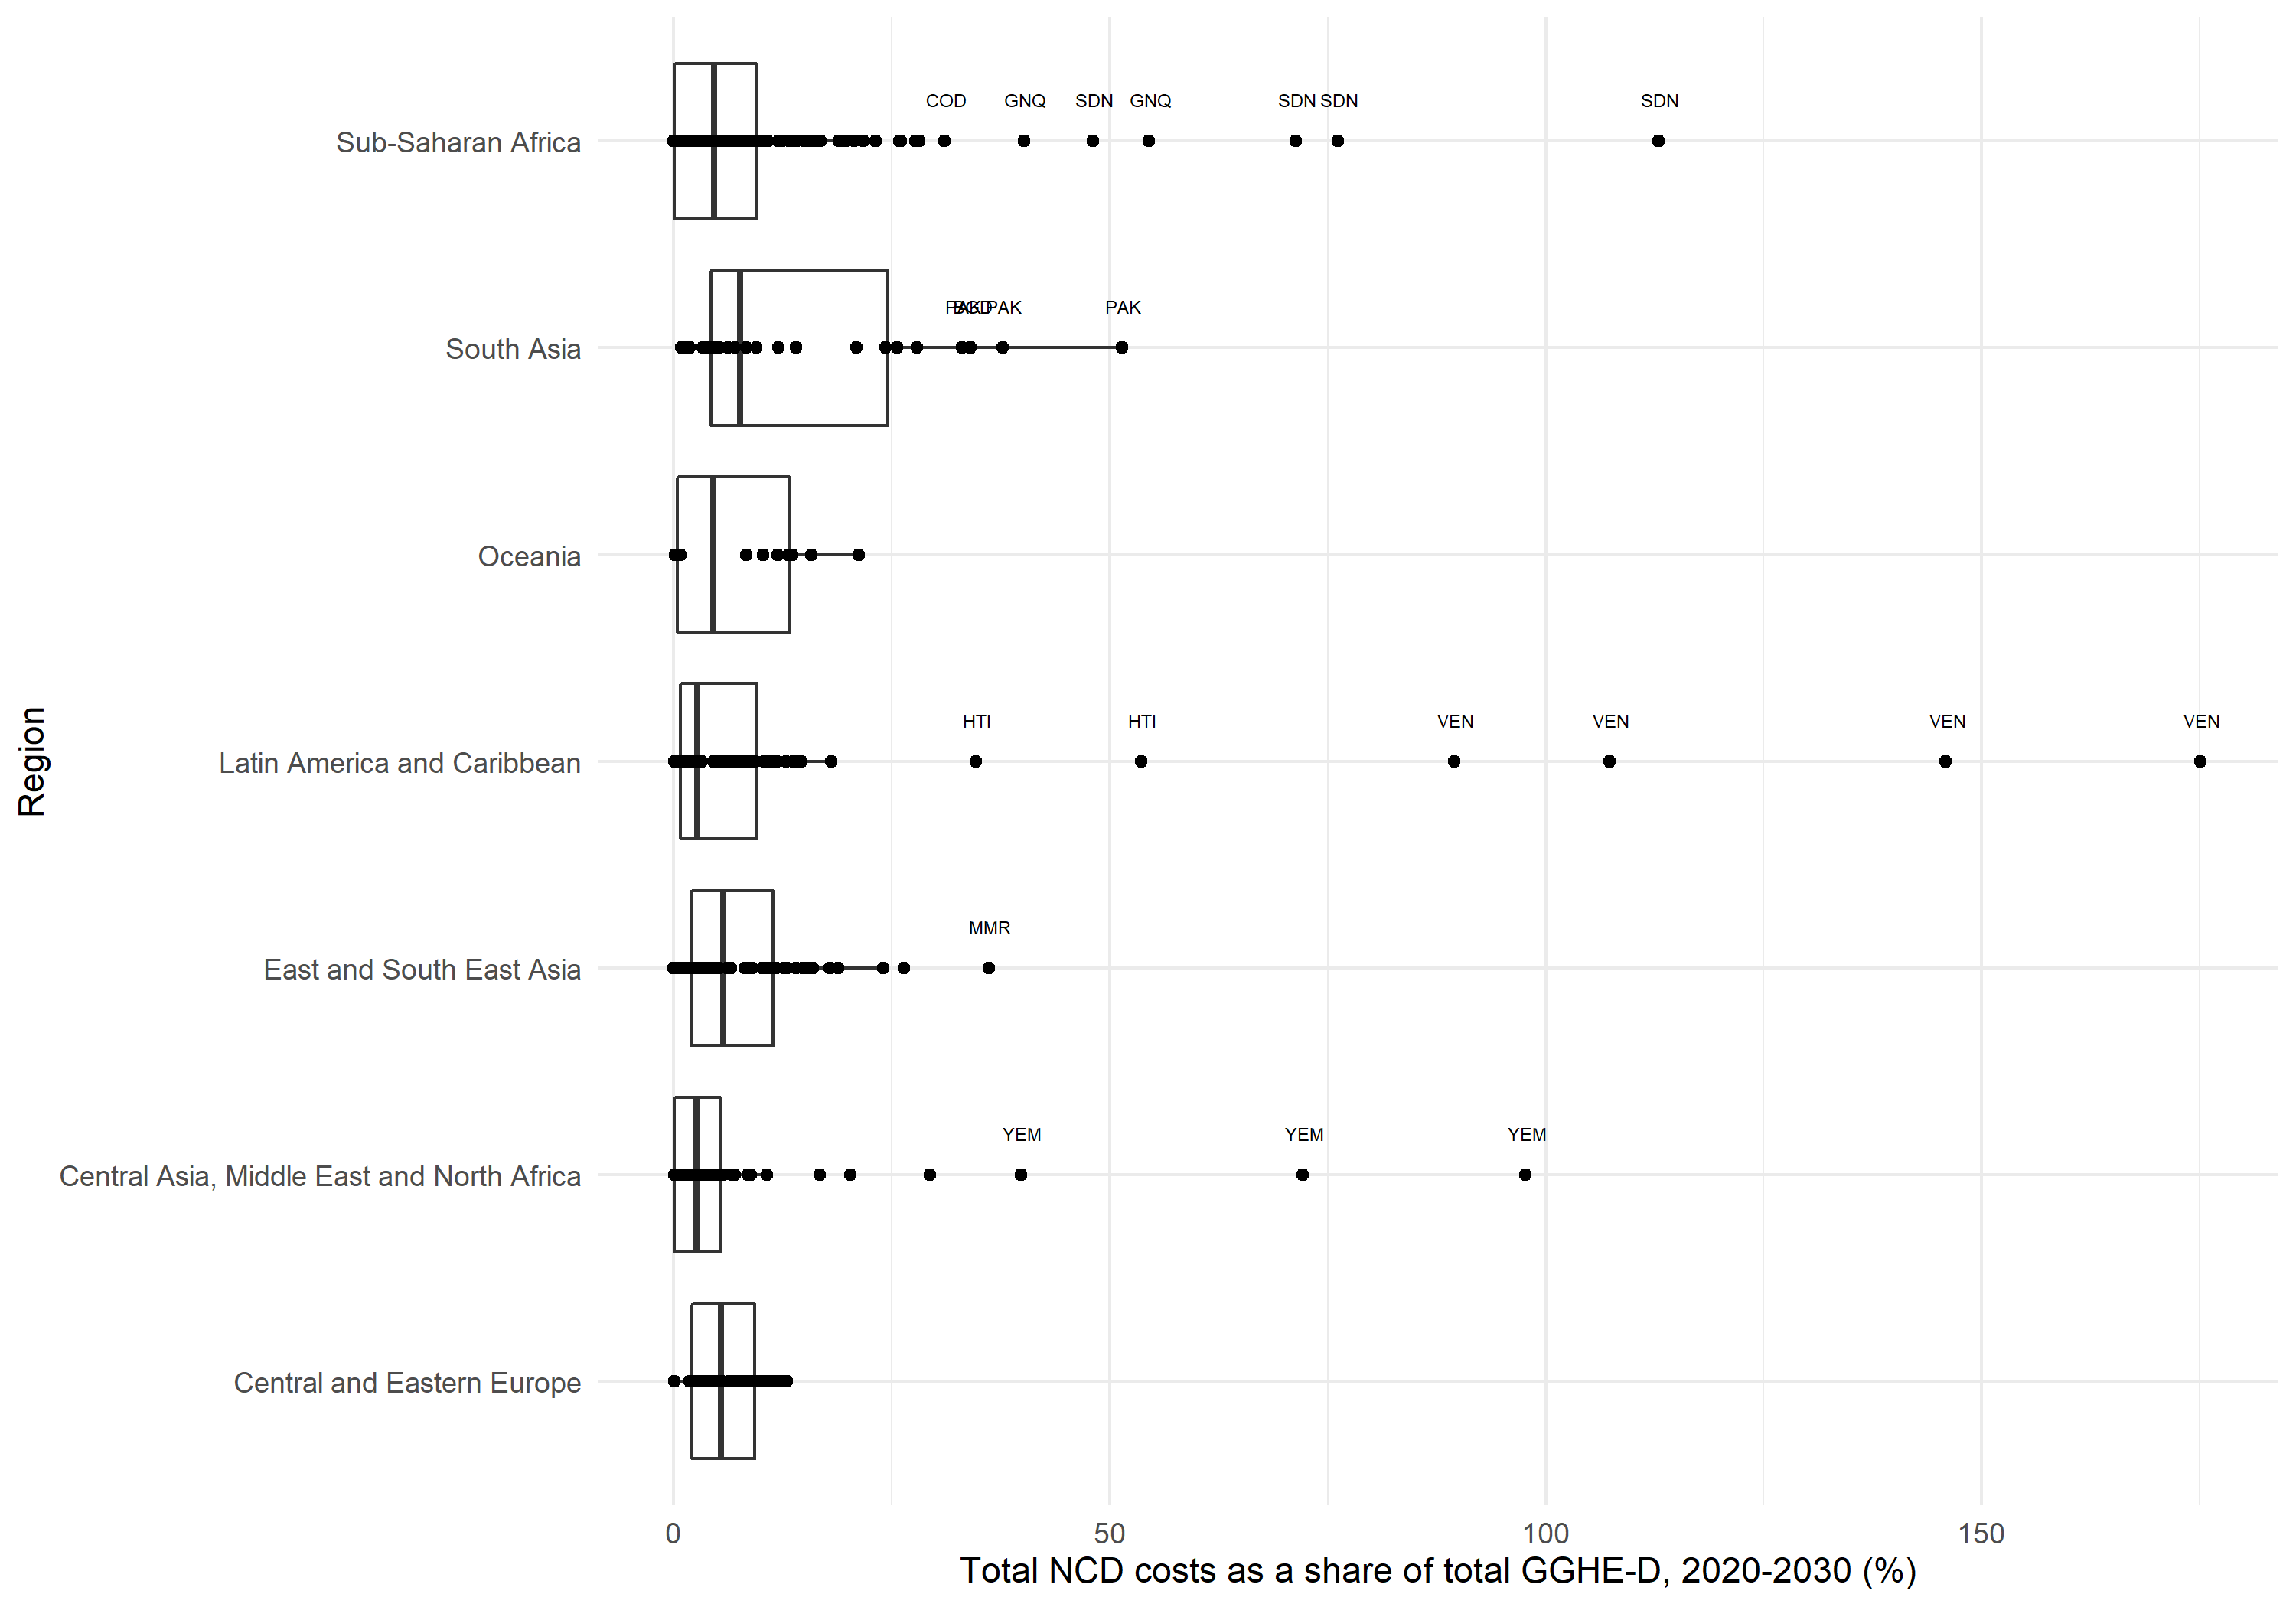 COD GNQ SDN GNQ SDN SDN SDN
Sub-Saharan Africa
PAK BGD PAK PAK
South Asia
Oceania
HTI HTI VEN VEN VEN VEN
Latin America and Caribbean
MMR
East and South East Asia
YEM YEM YEM
Central Asia, Middle East and North Africa
Central and Eastern Europe
Region
0 50 100 150
Total NCD costs as a share of total GGHE-D, 2020-2030 (%)